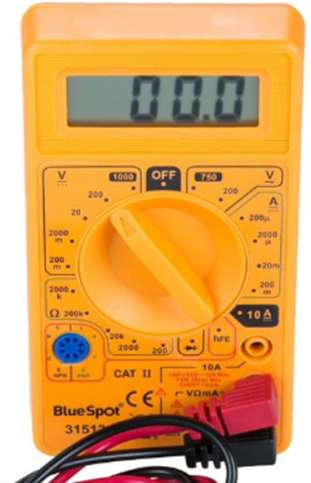 00.0
V 1000 OFF 750 V
200 200 A
20 200µ
2000 m 2000 µ
200 m 20m
2000 k 200 m
Ω 200k 10 A
20k 2000 200 hFE
NPN PNP
CAT II 10A
BlueSpot CE VΩmA
3151